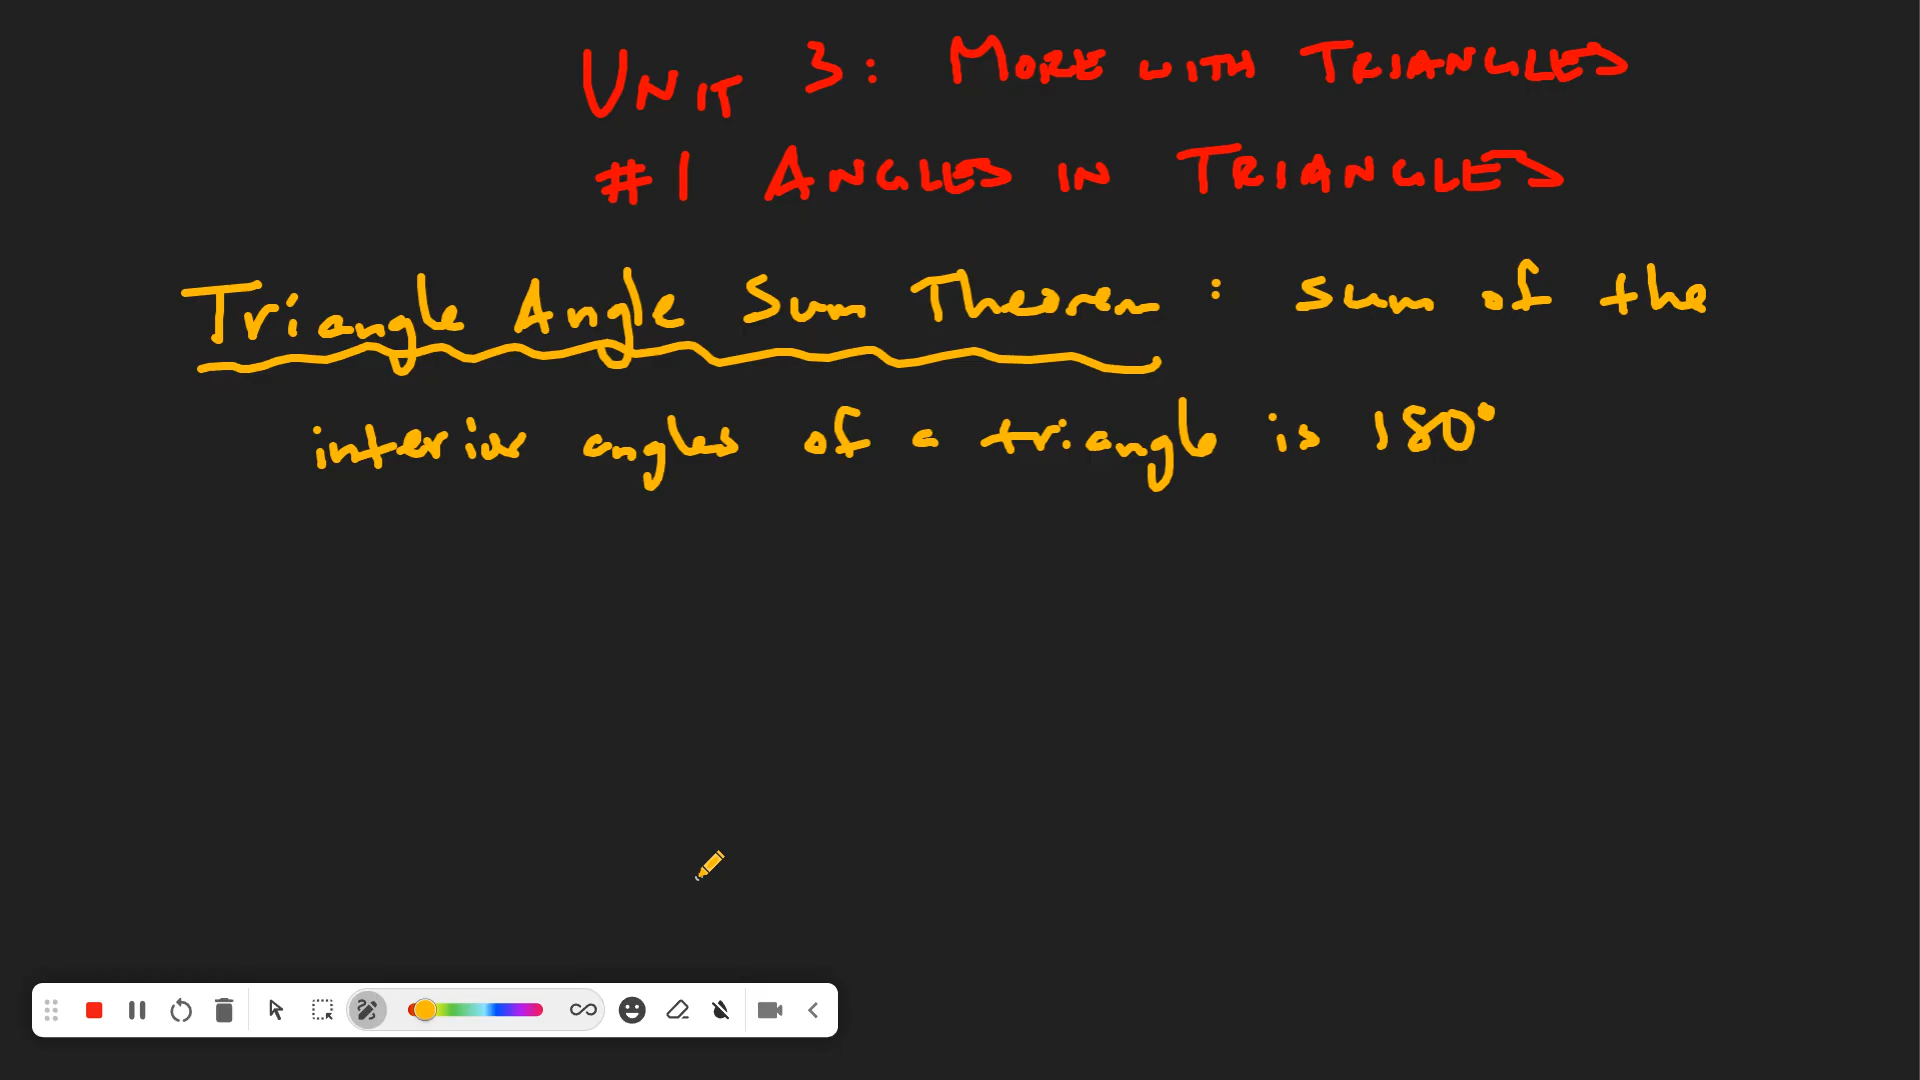 UNIT 3: MORE WITH TRIANGLES
#1 ANGLES IN TRIANGLES
Triangle Angle Sum Theorem : sum of the
interior angles of a triangle is 180°